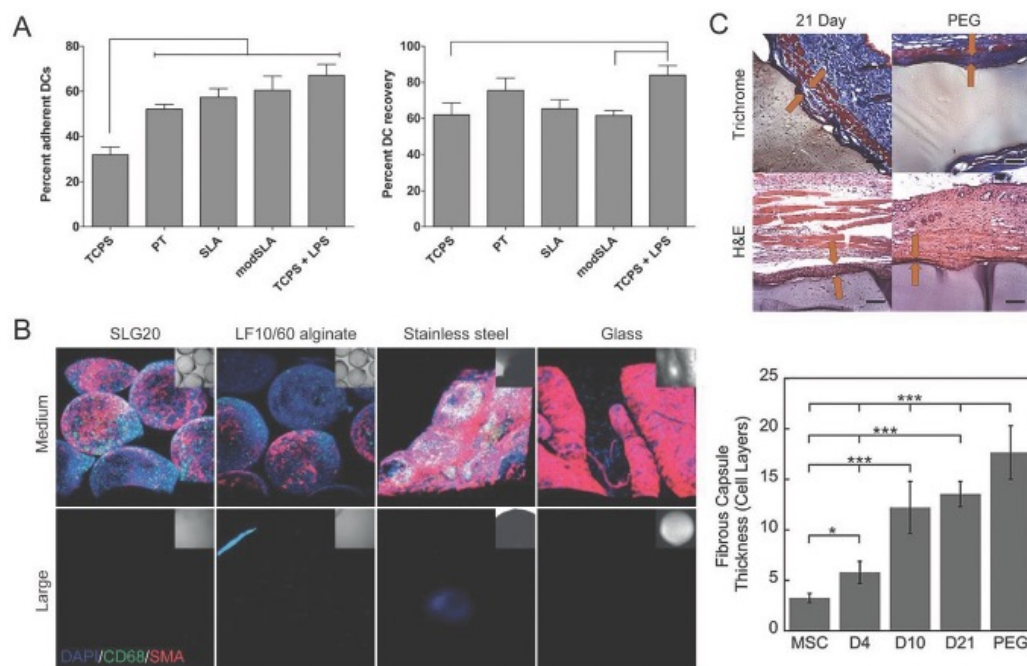 A
Percent adherent DCs
80
60
40
20
0
TCPS
PT
SLA
modSLA
TCPS + LPS
Percent DC recovery
100
80
60
40
20
0
TCPS
PT
SLA
modSLA
TCPS + LPS
C
21 Day PEG
Trichrome
H&E
B
SLG20 LF10/60 alginate Stainless steel Glass
Medium
Large
DAPI/CD68/SMA
Fibrous Capsule
Thickness (Cell Layers)
25
20
15
10
5
0
***
***
***
*
MSC D4 D10 D21 PEG